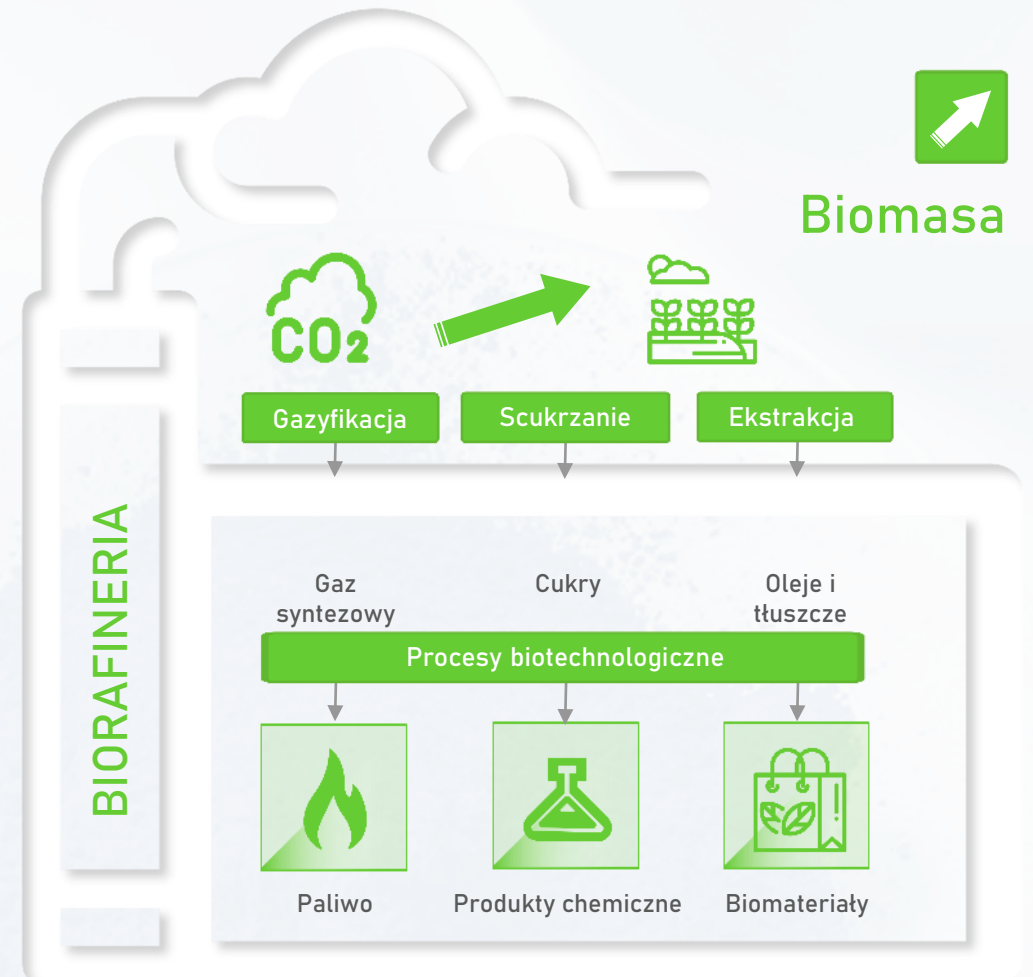 Biomasa
CO2
Gazyfikacja
Scukrzanie
Ekstrakcja
BIORAFINERIA
Gaz
syntezowy
Cukry
Oleje i
tłuszcze
Procesy biotechnologiczne
Paliwo
Produkty chemiczne
Biomateriały